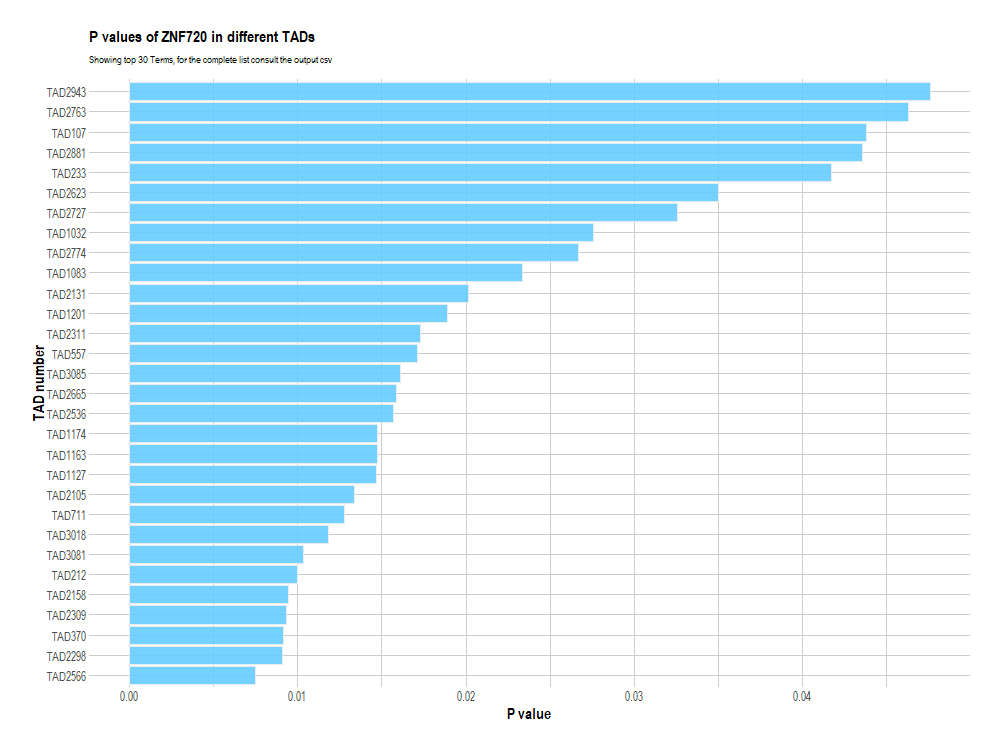 P values of ZNF720 in different TADs
Showing top 30 Terms, for the complete list consult the output csv
TAD2943
TAD2763
TAD107
TAD2881
TAD233
TAD2623
TAD2727
TAD1032
TAD2774
TAD1083
TAD2131
TAD1201
TAD2311
TAD557
TAD3085
TAD2665
TAD2536
TAD1174
TAD1163
TAD1127
TAD2105
TAD711
TAD3018
TAD3081
TAD212
TAD2158
TAD2309
TAD370
TAD2298
TAD2566
TAD number
0.00 0.01 0.02 0.03 0.04
P value